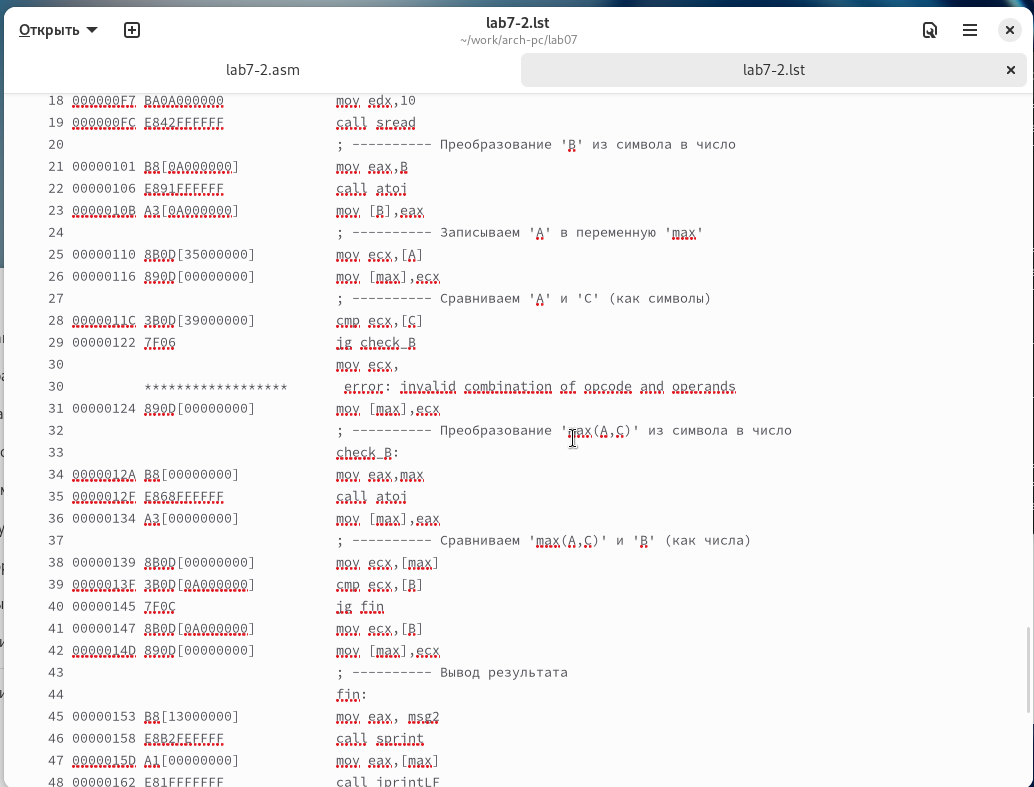 Открыть
lab7-2.lst
~/work/arch-pc/lab07
lab7-2.asm
lab7-2.lst
18 000000F7 BA0A000000 mov edx,10
19 000000FC E842FFFFFF call sread
20 ; ---------- Преобразование 'B' из символа в число
21 00000101 B8[0A000000] mov eax,B
22 00000106 E891FFFFFF call atoi
23 0000010B A3[0A000000] mov [B],eax
24 ; ---------- Записываем 'A' в переменную 'max'
25 00000110 8B0D[35000000] mov ecx,[A]
26 00000116 890D[00000000] mov [max],ecx
27 ; ---------- Сравниваем 'A' и 'C' (как символы)
28 0000011C 3B0D[39000000] cmp ecx,[C]
29 00000122 7F06 jg check_B
30 mov ecx,
30 ****************** error: invalid combination of opcode and operands
31 00000124 890D[00000000] mov [max],ecx
32 ; ---------- Преобразование 'max(A,C)' из символа в число
33 check_B:
34 0000012A B8[00000000] mov eax,max
35 0000012F E868FFFFFF call atoi
36 00000134 A3[00000000] mov [max],eax
37 ; ---------- Сравниваем 'max(A,C)' и 'B' (как числа)
38 00000139 8B0D[00000000] mov ecx,[max]
39 0000013F 3B0D[0A000000] cmp ecx,[B]
40 00000145 7F0C jg fin
41 00000147 8B0D[0A000000] mov ecx,[B]
42 0000014D 890D[00000000] mov [max],ecx
43 ; ---------- Вывод результата
44 fin:
45 00000153 B8[13000000] mov eax, msg2
46 00000158 E8B2FEFFFF call sprint
47 0000015D A1[00000000] mov eax,[max]
48 00000162 E81FFFFFFF call iprintLF